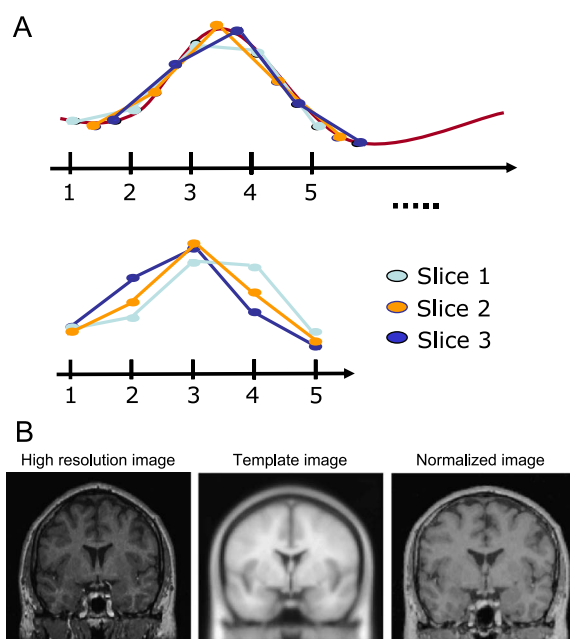 A
1 2 3 4 5
.....
Slice 1
Slice 2
Slice 3
1 2 3 4 5
B
High resolution image Template image Normalized image